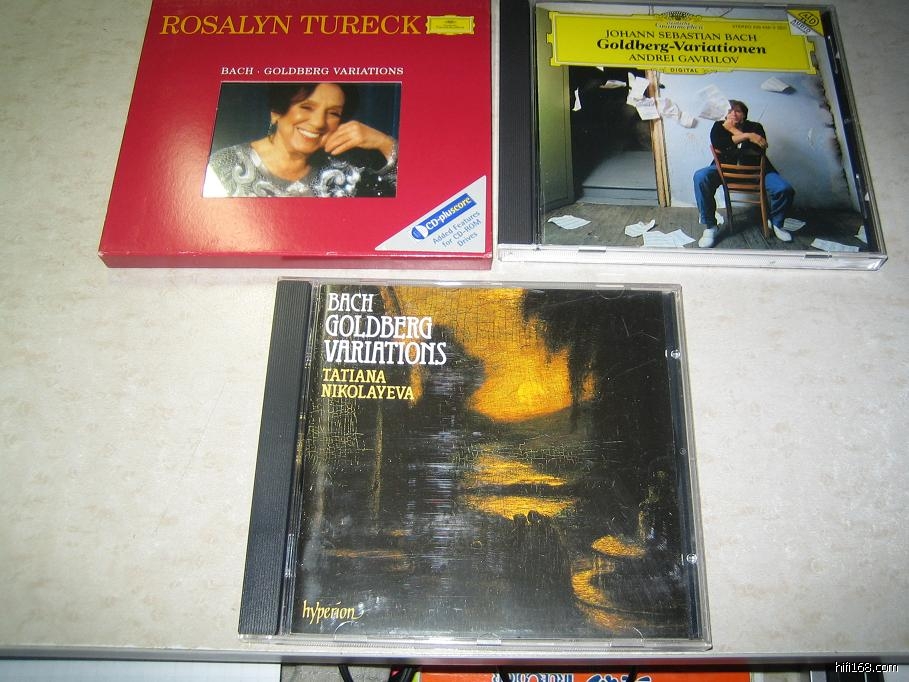 ROSALYN TURECK
BACH · GOLDBERG VARIATIONS
CD-pluscore
Added Features
for CD-ROM
Drives
JOHANN SEBASTIAN BACH
Goldberg-Variationen
ANDREI GAVRILOV
DIGITAL
BACH
GOLDBERG
VARIATIONS
TATIANA
NIKOLAYEVA
hyperion
hifi168.com